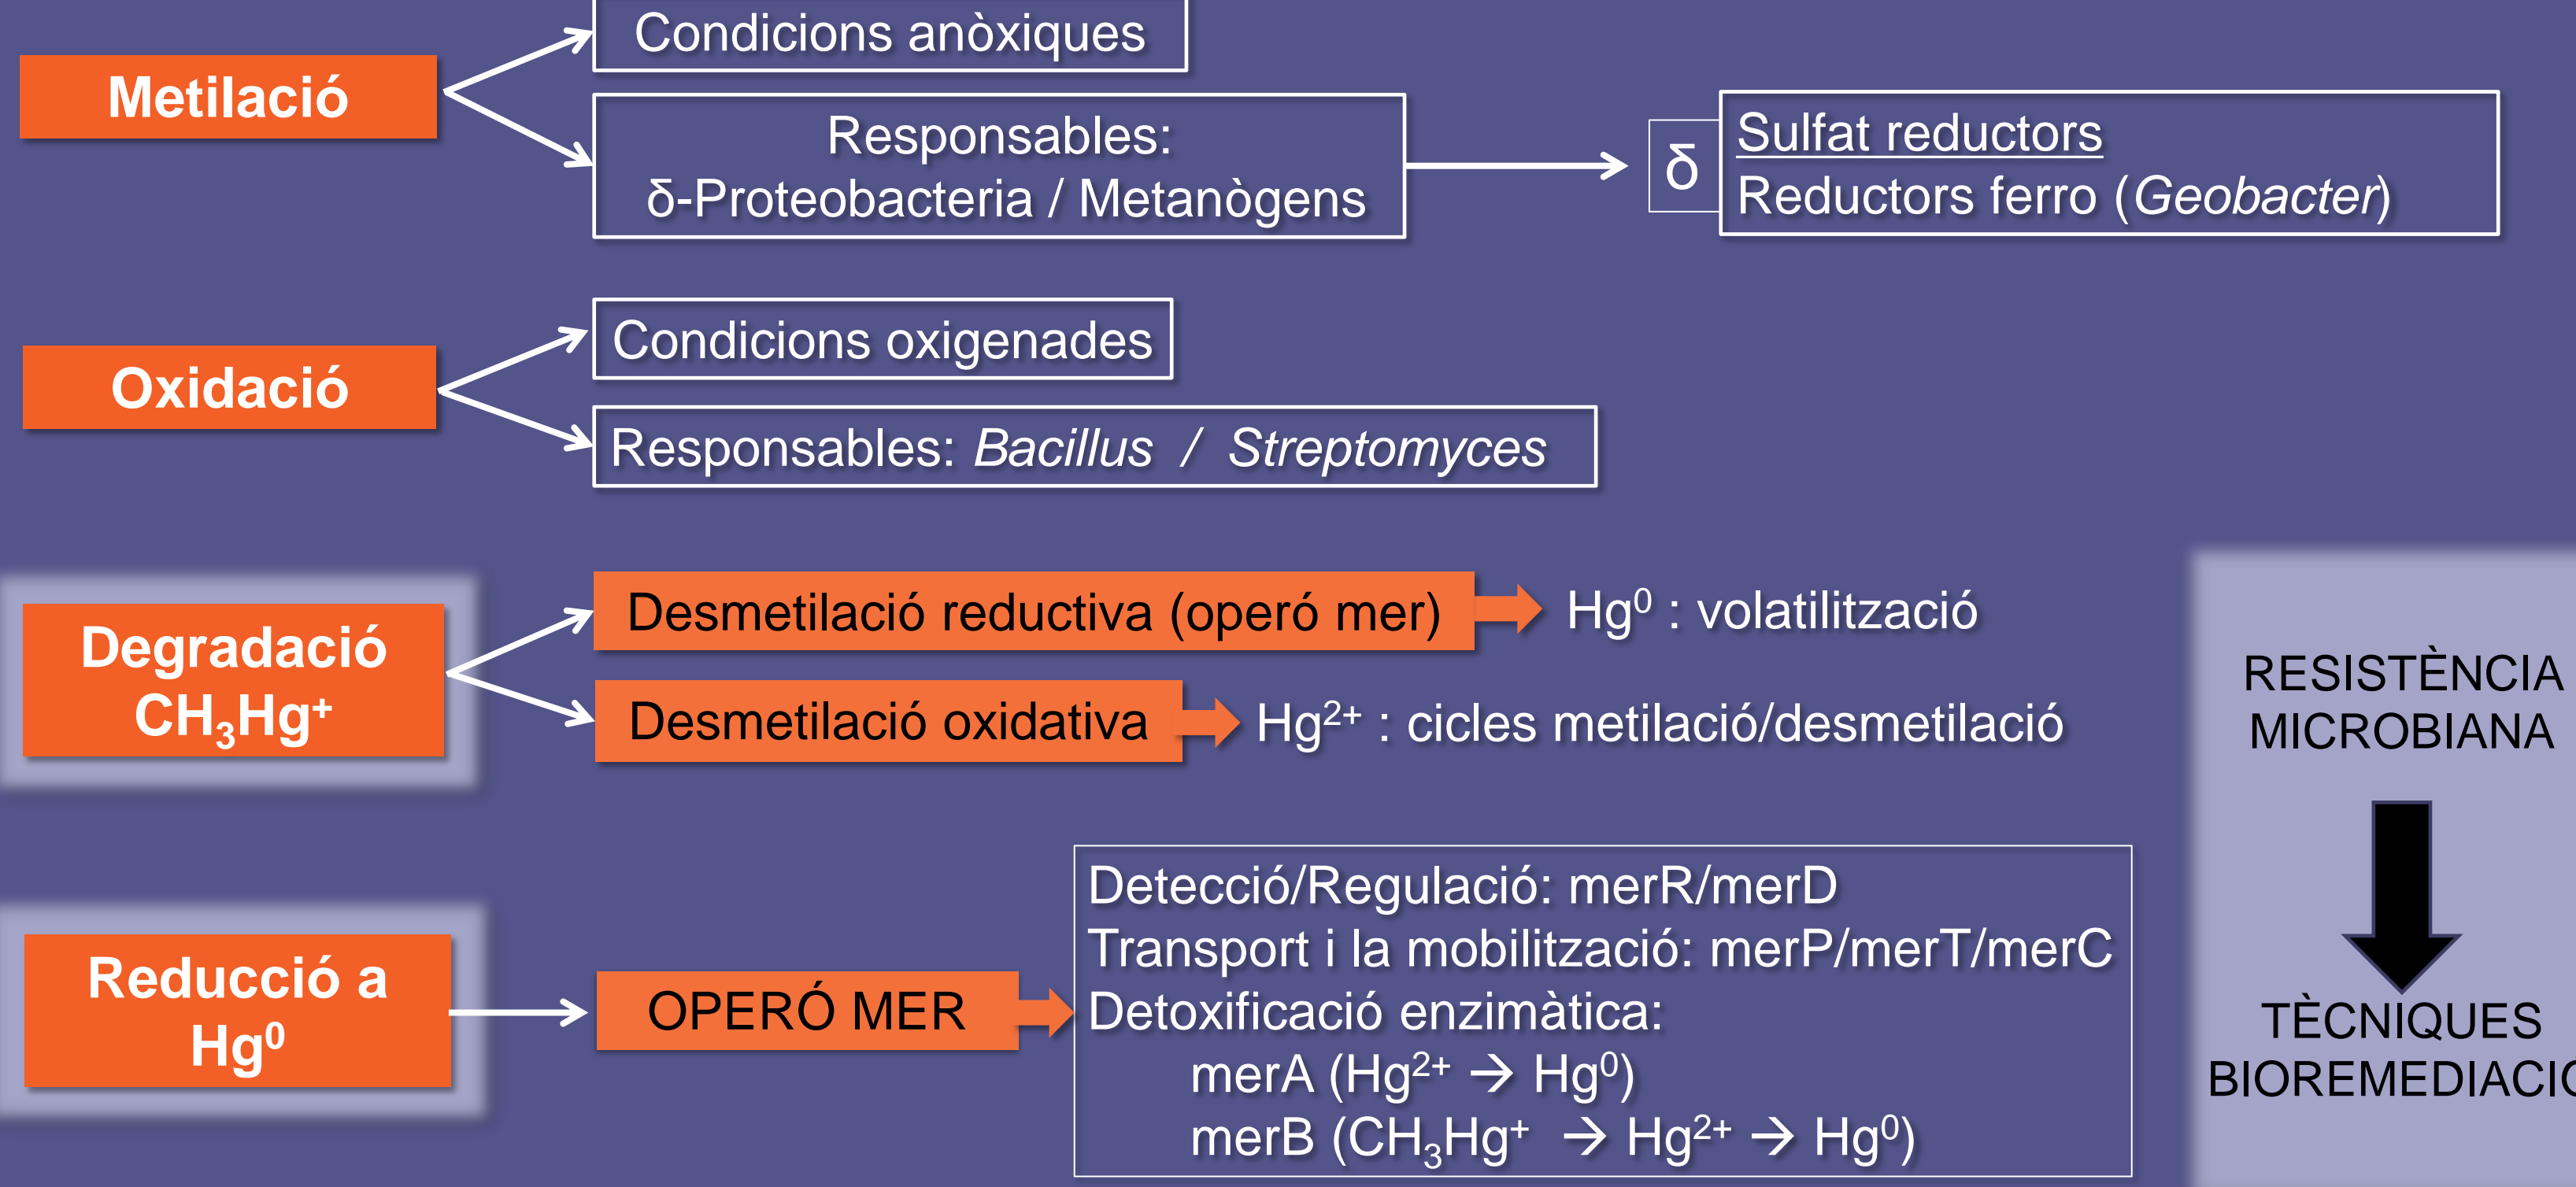 Metilació
Condicions anòxiques
Responsables:
δ-Proteobacteria / Metanògens
δ
Sulfat reductors
Reductors ferro (Geobacter)
Oxidació
Condicions oxigenades
Responsables: Bacillus / Streptomyces
Degradació
CH₃Hg⁺
Desmetilació reductiva (operó mer)
Hg⁰ : volatilització
Desmetilació oxidativa
Hg²⁺ : cicles metilació/desmetilació
Reducció a
Hg⁰
OPERÓ MER
Detecció/Regulació: merR/merD
Transport i la mobilització: merP/merT/merC
Detoxificació enzimàtica:
merA (Hg²⁺ → Hg⁰)
merB (CH₃Hg⁺ → Hg²⁺ → Hg⁰)
RESISTÈNCIA
MICROBIANA
TÈCNIQUES
BIOREMEDIACIÓ